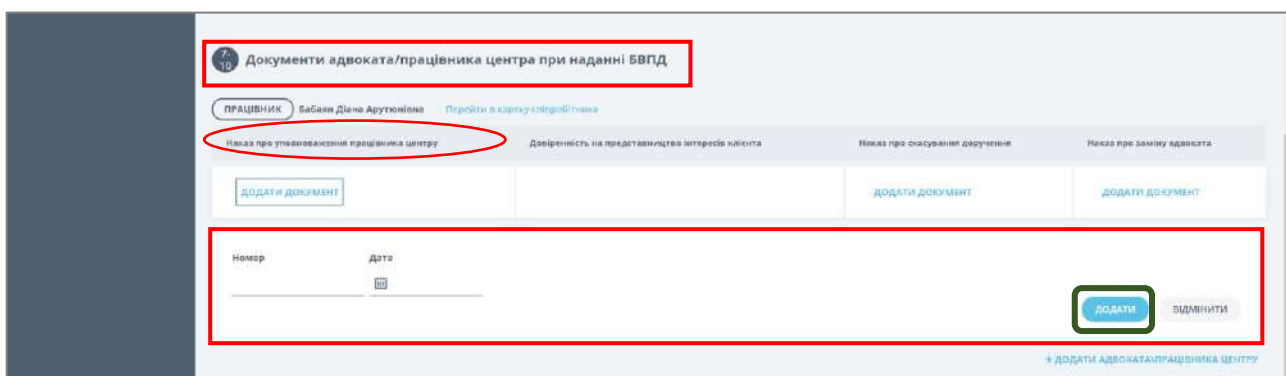 7-
10 Документи адвоката/працівника центра при наданні БВПД
ПРАЦІВНИК Бабаян Діана Арутюнівна Перейти в картку співробітника
Наказ про уповноваження працівника центру Довіренність на представництво інтересів клієнта Наказ про скасування доручення Наказ про заміну адвоката
ДОДАТИ ДОКУМЕНТ ДОДАТИ ДОКУМЕНТ ДОДАТИ ДОКУМЕНТ
Номер Дата
ДОДАТИ ВІДМІНИТИ
+ ДОДАТИ АДВОКАТА\ПРАЦІВНИКА ЦЕНТРУ